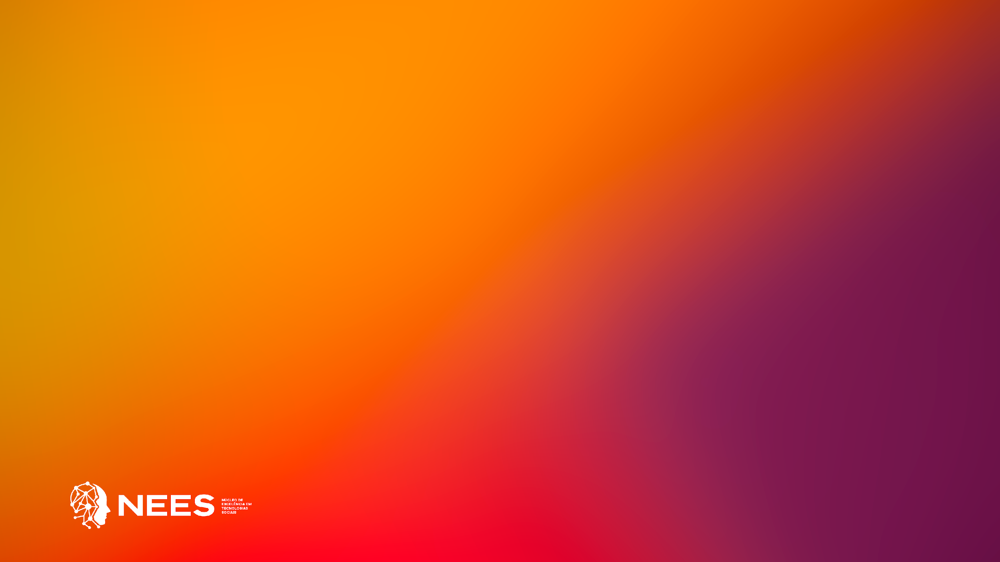 NEES
NÚCLEO DE
EXCELÊNCIA EM
TECNOLOGIAS
SOCIAIS